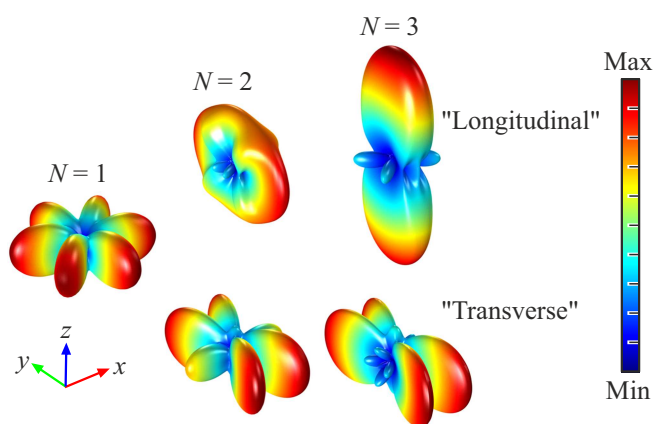 N = 3
Max
N = 2
"Longitudinal"
N = 1
"Transverse"
z
y
x
Min